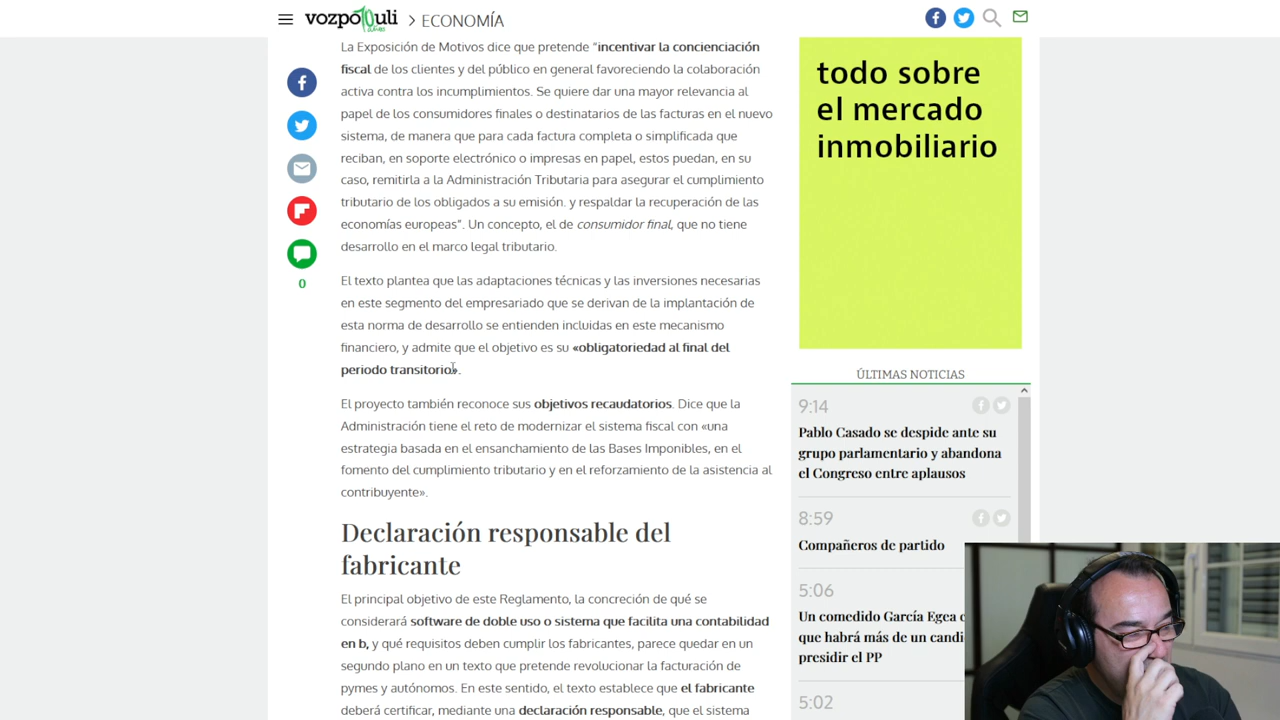 vozpópuli
10 años
ECONOMÍA
La Exposición de Motivos dice que pretende “incentivar la concienciación
fiscal de los clientes y del público en general favoreciendo la colaboración
activa contra los incumplimientos. Se quiere dar una mayor relevancia al
papel de los consumidores finales o destinatarios de las facturas en el nuevo
sistema, de manera que para cada factura completa o simplificada que
reciban, en soporte electrónico o impresas en papel, estos puedan, en su
caso, remitirla a la Administración Tributaria para asegurar el cumplimiento
tributario de los obligados a su emisión. y respaldar la recuperación de las
economías europeas”. Un concepto, el de consumidor final, que no tiene
desarrollo en el marco legal tributario.
0
El texto plantea que las adaptaciones técnicas y las inversiones necesarias
en este segmento del empresariado que se derivan de la implantación de
esta norma de desarrollo se entienden incluidas en este mecanismo
financiero, y admite que el objetivo es su «obligatoriedad al final del
periodo transitorio».
El proyecto también reconoce sus objetivos recaudatorios. Dice que la
Administración tiene el reto de modernizar el sistema fiscal con «una
estrategia basada en el ensanchamiento de las Bases Imponibles, en el
fomento del cumplimiento tributario y en el reforzamiento de la asistencia al
contribuyente».
Declaración responsable del
fabricante
El principal objetivo de este Reglamento, la concreción de qué se
considerará software de doble uso o sistema que facilita una contabilidad
en b, y qué requisitos deben cumplir los fabricantes, parece quedar en un
segundo plano en un texto que pretende revolucionar la facturación de
pymes y autónomos. En este sentido, el texto establece que el fabricante
deberá certificar, mediante una declaración responsable, que el sistema
todo sobre
el mercado
inmobiliario
ÚLTIMAS NOTICIAS
9:14
Pablo Casado se despide ante su
grupo parlamentario y abandona
el Congreso entre aplausos
8:59
Compañeros de partido
5:06
Un comedido García Egea
que habrá más de un candi
presidir el PP
5:02